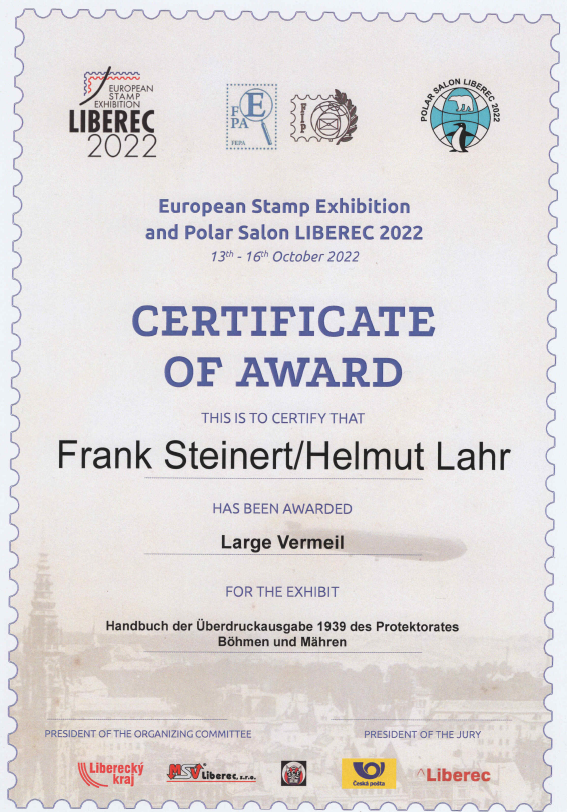 EUROPEAN
STAMP
EXHIBITION
LIBEREC
2022
F E
PA
FEPA
POLAR SALON LIBEREC 2022
European Stamp Exhibition
and Polar Salon LIBEREC 2022
13th - 16th October 2022
CERTIFICATE
OF AWARD
THIS IS TO CERTIFY THAT
Frank Steinert/Helmut Lahr
HAS BEEN AWARDED
Large Vermeil
FOR THE EXHIBIT
Handbuch der Überdruckausgabe 1939 des Protektorates
Böhmen und Mähren
PRESIDENT OF THE ORGANIZING COMMITTEE
PRESIDENT OF THE JURY
Liberecký
kraj
MSV Liberec, s.r.o.
Česká pošta
Liberec